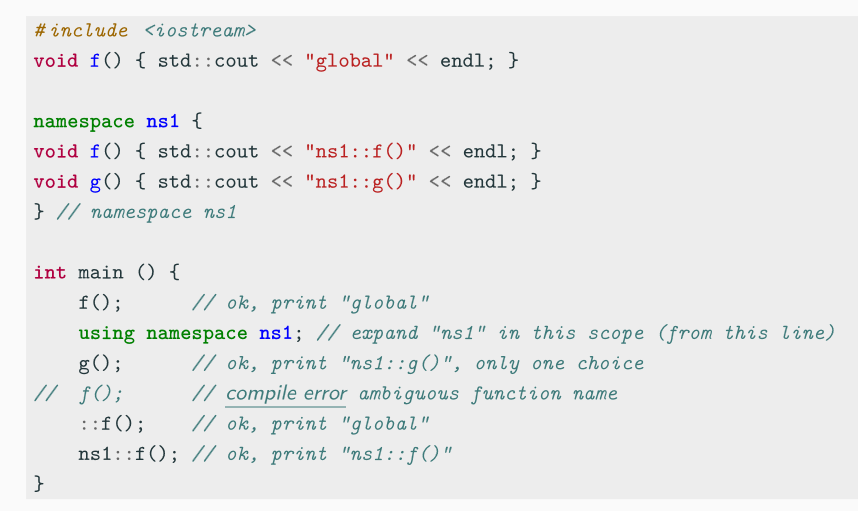 #include <iostream>
void f() { std::cout << "global" << endl; }
namespace ns1 {
void f() { std::cout << "ns1::f()" << endl; }
void g() { std::cout << "ns1::g()" << endl; }
} // namespace ns1
int main () {
f(); // ok, print "global"
using namespace ns1; // expand "ns1" in this scope (from this line)
g(); // ok, print "ns1::g()", only one choice
// f(); // compile error ambiguous function name
::f(); // ok, print "global"
ns1::f(); // ok, print "ns1::f()"
}